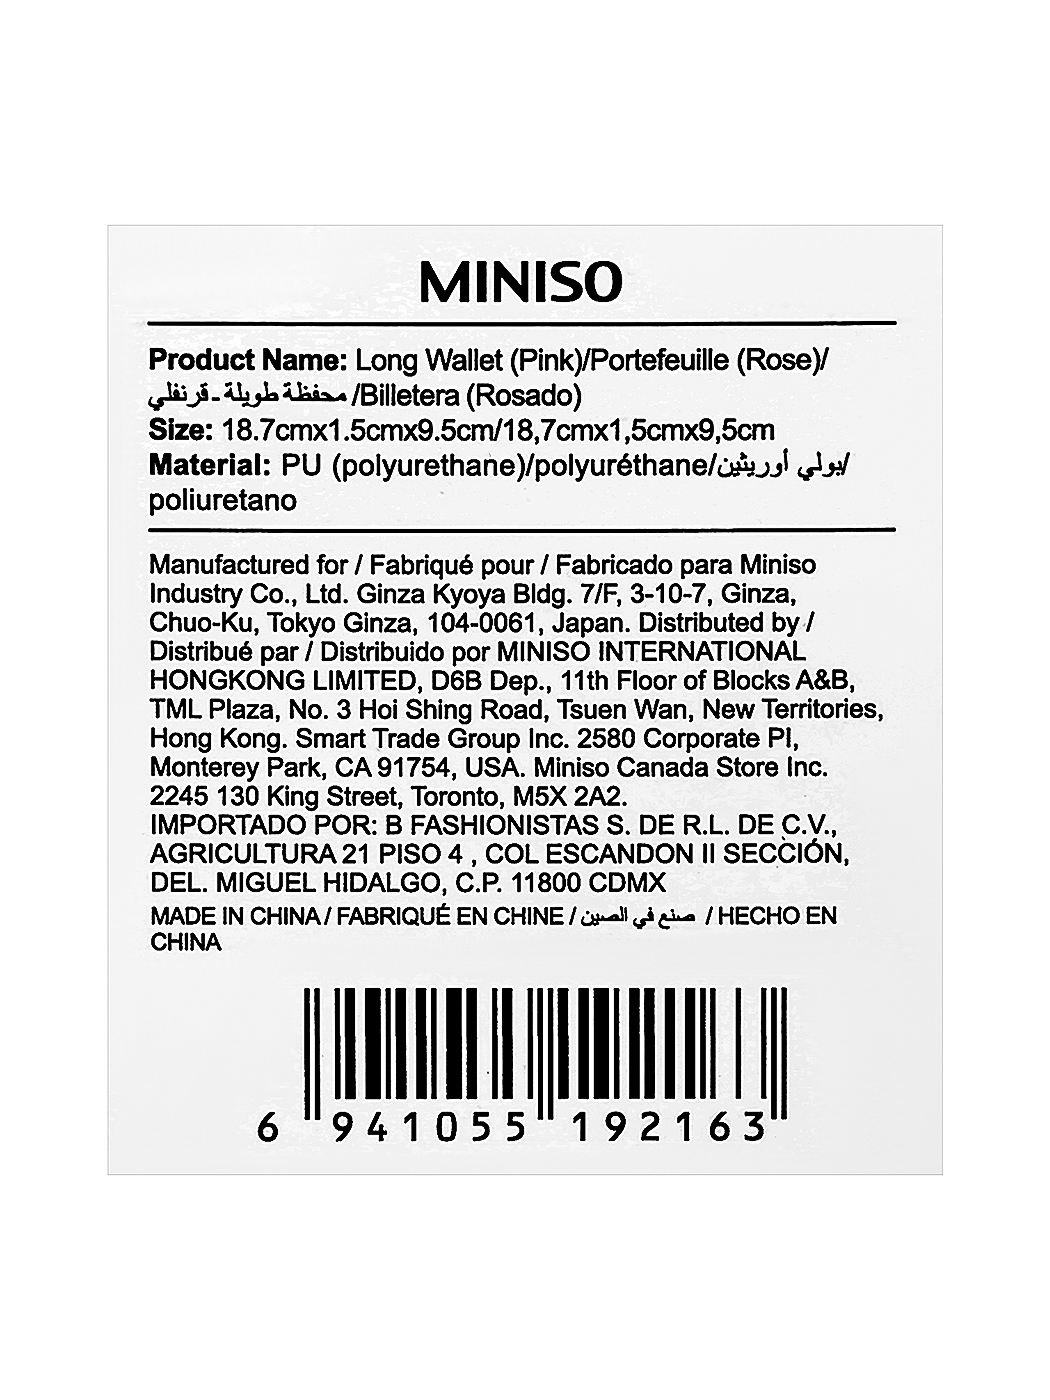 MINISO
Product Name: Long Wallet (Pink)/Portefeuille (Rose)/
محفظة طويلة - قرنفلي /Billetera (Rosado)
Size: 18.7cmx1.5cmx9.5cm/18,7cmx1,5cmx9,5cm
Material: PU (polyurethane)/polyuréthane/بولي أوريثين/
poliuretano
Manufactured for / Fabriqué pour / Fabricado para Miniso
Industry Co., Ltd. Ginza Kyoya Bldg. 7/F, 3-10-7, Ginza,
Chuo-Ku, Tokyo Ginza, 104-0061, Japan. Distributed by /
Distribué par / Distribuido por MINISO INTERNATIONAL
HONGKONG LIMITED, D6B Dep., 11th Floor of Blocks A&B,
TML Plaza, No. 3 Hoi Shing Road, Tsuen Wan, New Territories,
Hong Kong. Smart Trade Group Inc. 2580 Corporate Pl,
Monterey Park, CA 91754, USA. Miniso Canada Store Inc.
2245 130 King Street, Toronto, M5X 2A2.
IMPORTADO POR: B FASHIONISTAS S. DE R.L. DE C.V.,
AGRICULTURA 21 PISO 4 , COL ESCANDON II SECCIÓN,
DEL. MIGUEL HIDALGO, C.P. 11800 CDMX
MADE IN CHINA / FABRIQUÉ EN CHINE / صنع في الصين / HECHO EN
CHINA
6 941055 192163